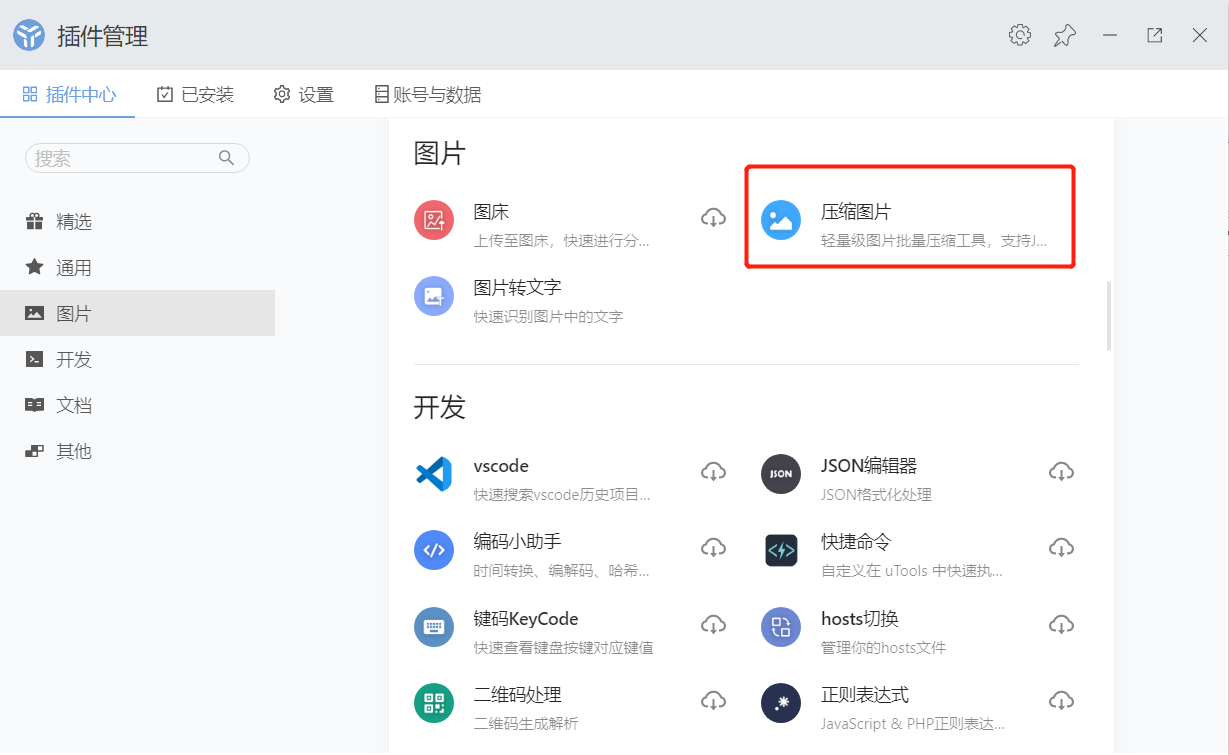 插件管理
插件中心
已安装
设置
账号与数据
搜索
精选
通用
图片
开发
文档
其他
图片
图床
上传至图床，快速进行分...
压缩图片
轻量级图片批量压缩工具，支持J...
图片转文字
快速识别图片中的文字
开发
vscode
快速搜索vscode历史项目...
JSON
JSON编辑器
JSON格式化处理
编码小助手
时间转换、编解码、哈希...
快捷命令
自定义在 uTools 中快速执...
键码KeyCode
快速查看键盘按键对应键值
hosts切换
管理你的hosts文件
二维码处理
二维码生成解析
.*
正则表达式
JavaScript & PHP正则表达...